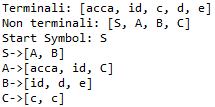 Terminali: [acca, id, c, d, e]
Non terminali: [S, A, B, C]
Start Symbol: S
S->[A, B]
A->[acca, id, C]
B->[id, d, e]
C->[c, c]